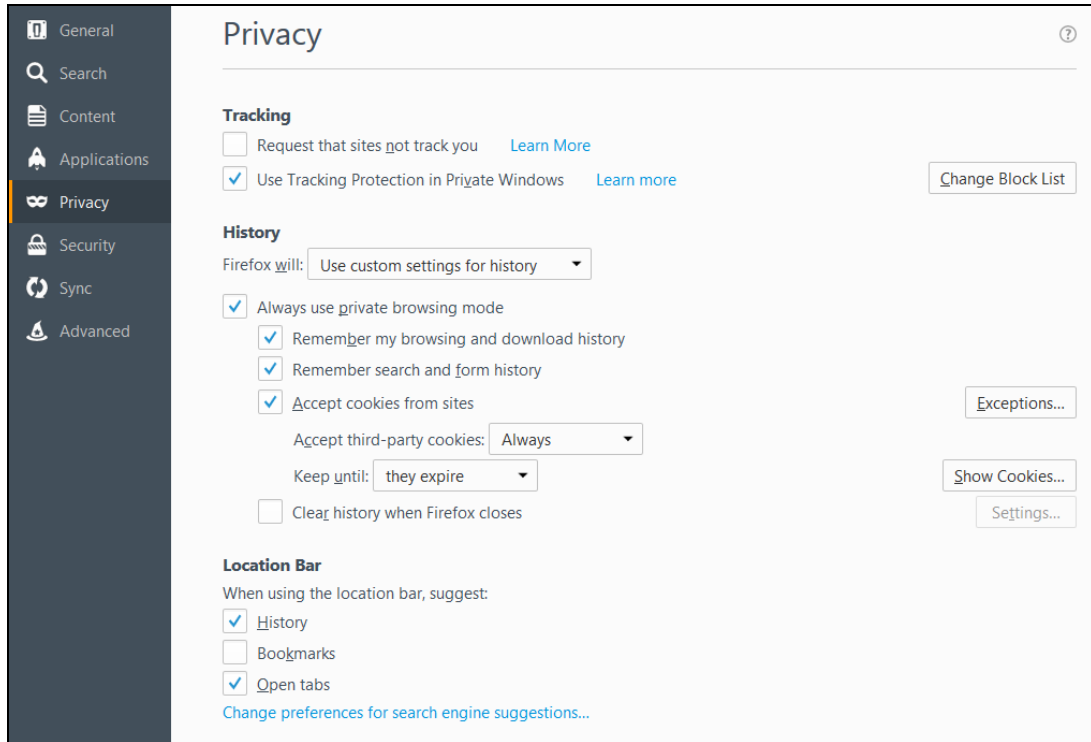 General
Search
Content
Applications
Privacy
Security
Sync
Advanced
Privacy
?
Tracking
Request that sites not track you Learn More
Use Tracking Protection in Private Windows Learn more Change Block List
History
Firefox will: Use custom settings for history
Always use private browsing mode
Remember my browsing and download history
Remember search and form history
Accept cookies from sites Exceptions...
Accept third-party cookies: Always
Keep until: they expire Show Cookies...
Clear history when Firefox closes Settings...
Location Bar
When using the location bar, suggest:
History
Bookmarks
Open tabs
Change preferences for search engine suggestions...